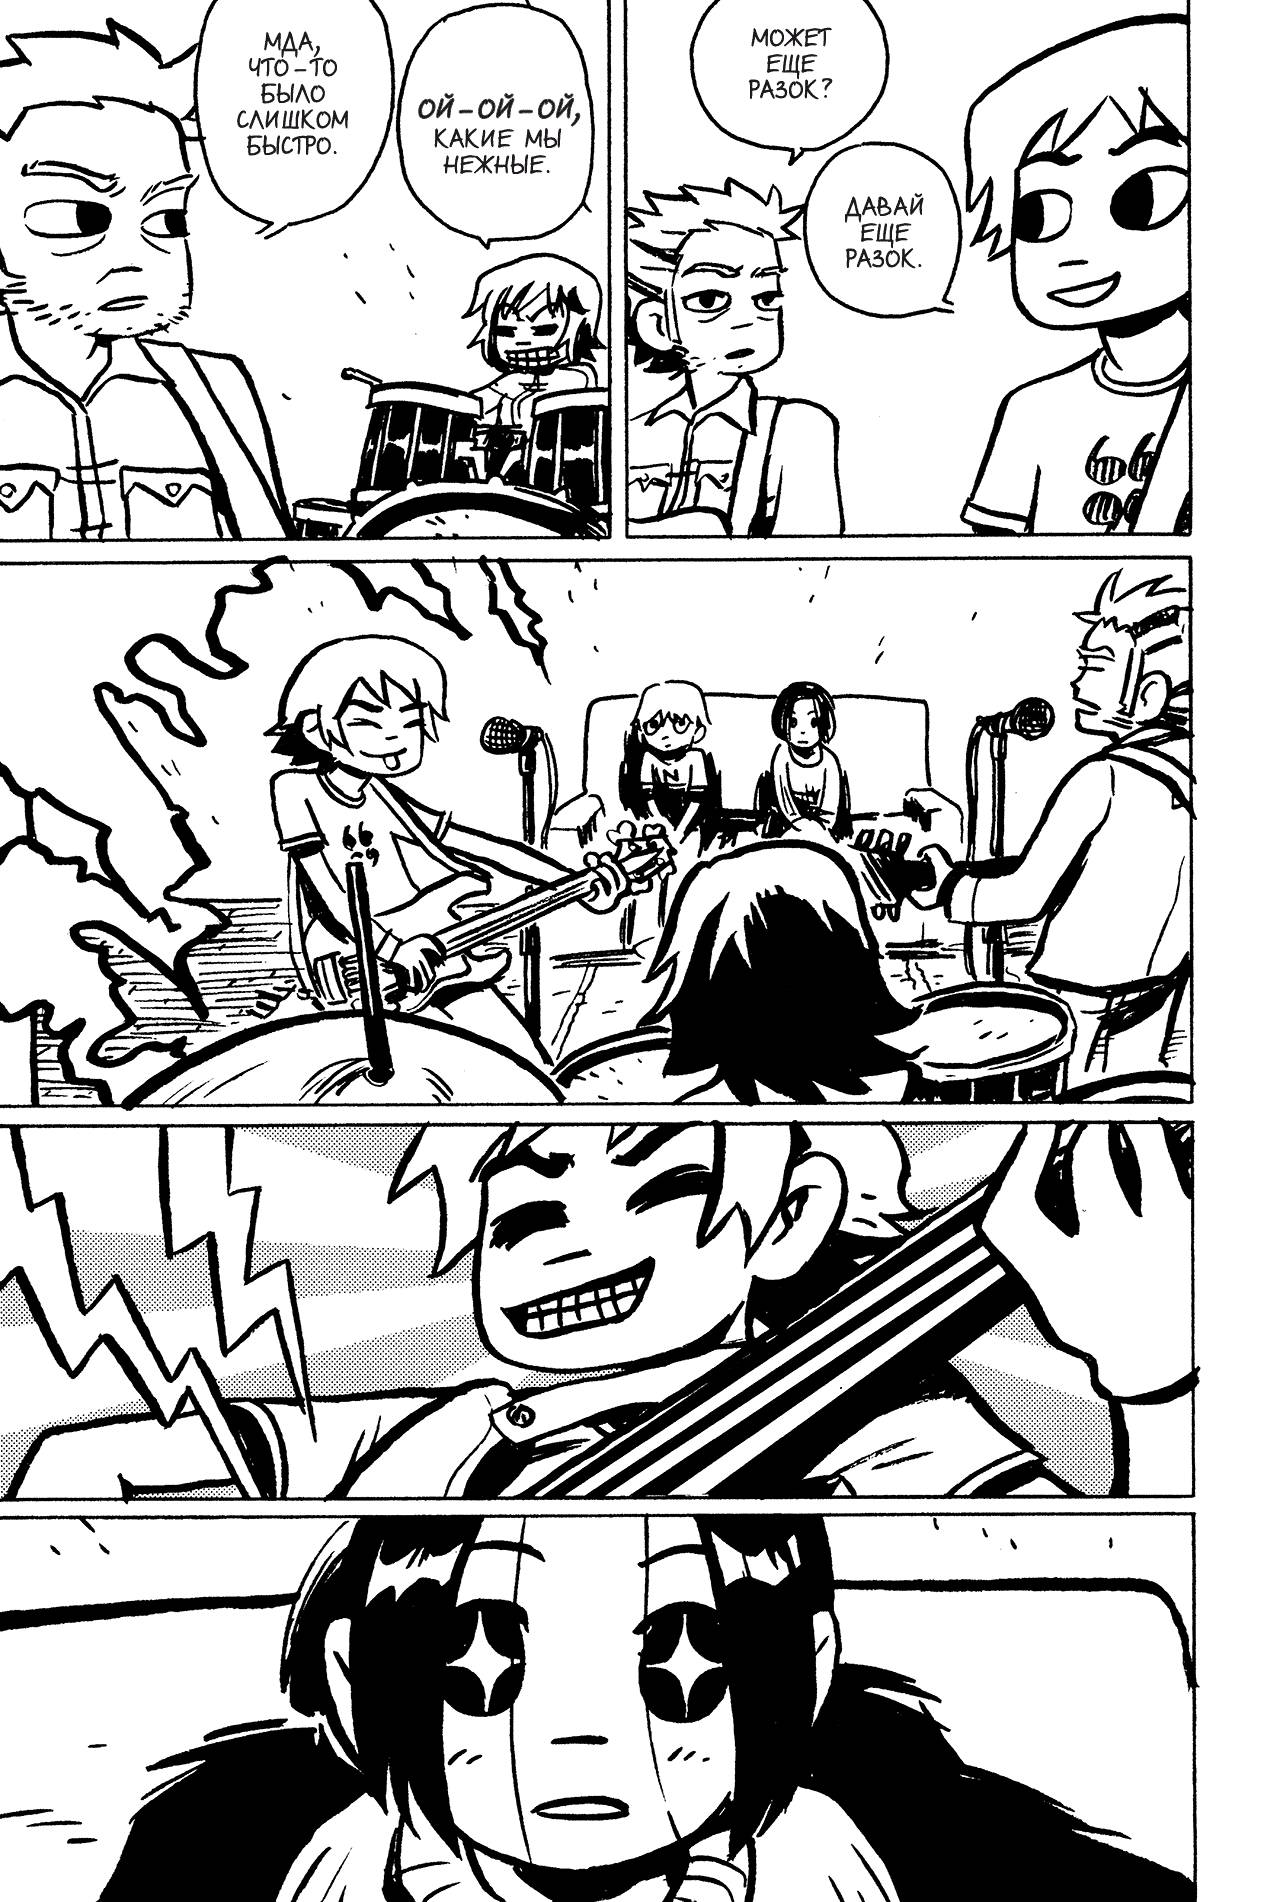 МДА,
ЧТО-ТО
БЫЛО
СЛИШКОМ
БЫСТРО.
ОЙ-ОЙ-ОЙ,
КАКИЕ МЫ
НЕЖНЫЕ.
МОЖЕТ
ЕЩЕ
РАЗОК?
ДАВАЙ
ЕЩЕ
РАЗОК.